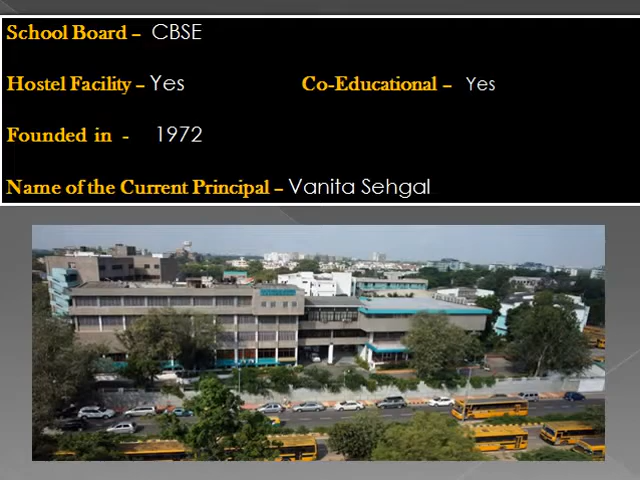 School Board – CBSE
Hostel Facility – Yes Co-Educational – Yes
Founded in - 1972
Name of the Current Principal – Vanita Sehgal